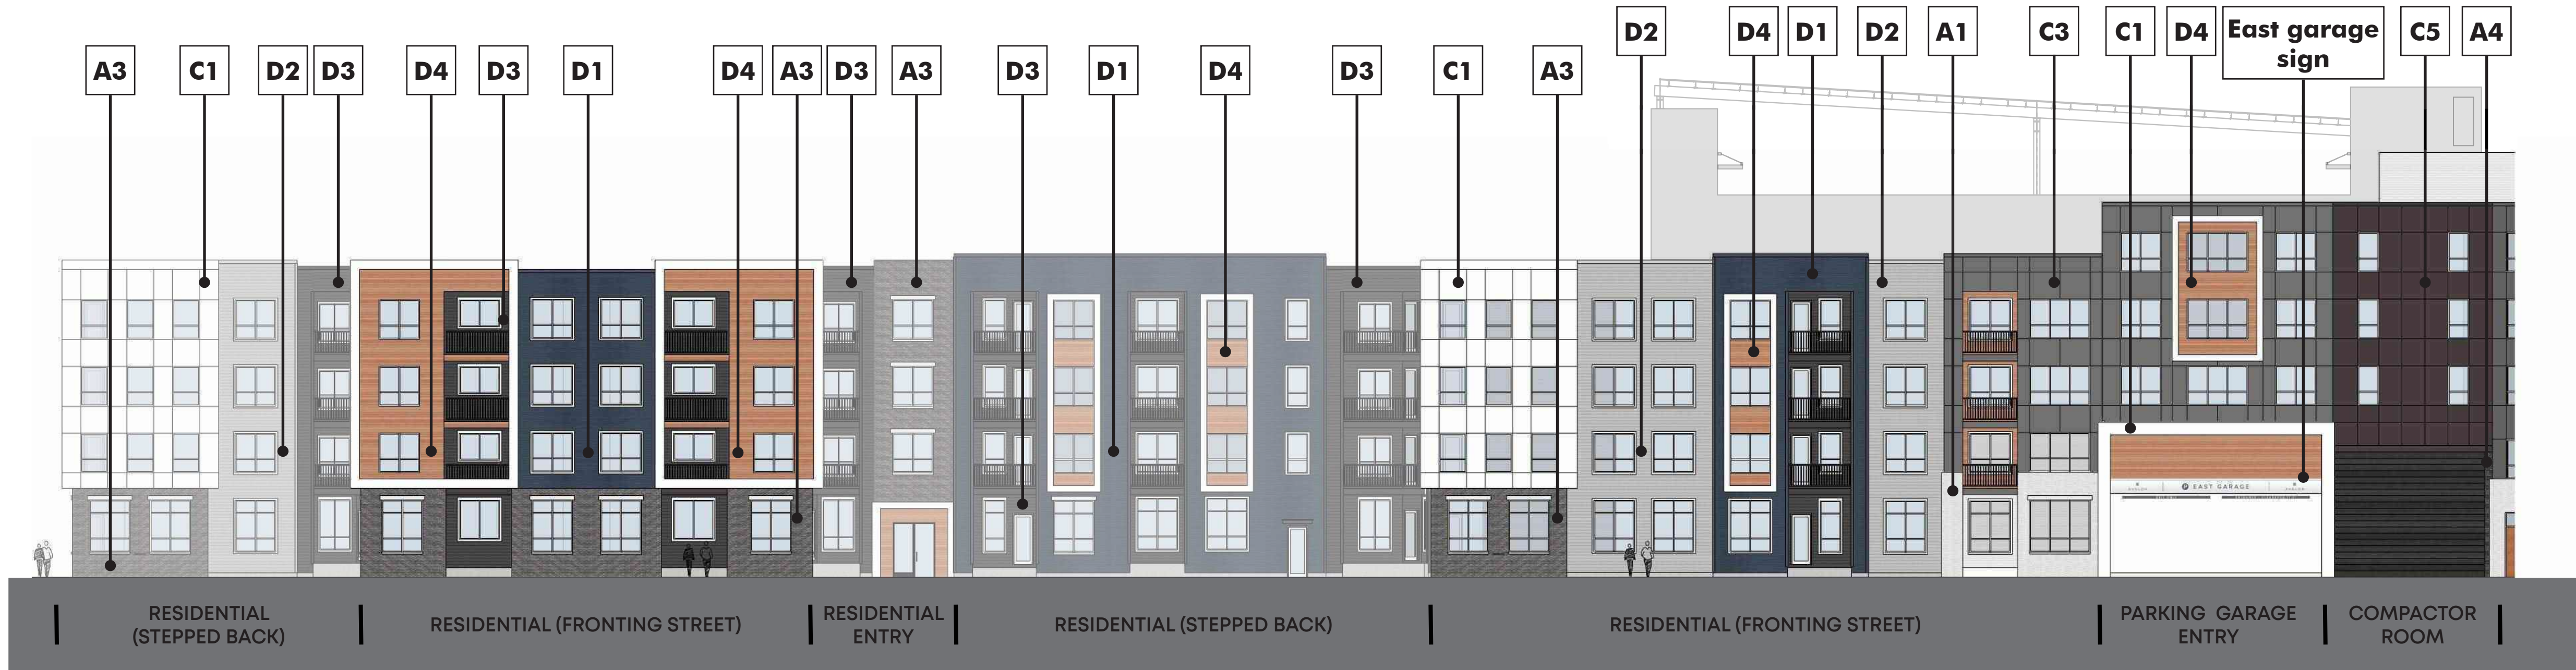 A3
C1
D2
D3
D4
D3
D1
D4
A3
D3
A3
D3
D1
D4
D3
C1
A3
D2
D4
D1
D2
A1
C3
C1
D4
East garage
sign
C5
A4
EAST GARAGE
RESIDENTIAL
(STEPPED BACK)
RESIDENTIAL (FRONTING STREET)
RESIDENTIAL
ENTRY
RESIDENTIAL (STEPPED BACK)
RESIDENTIAL (FRONTING STREET)
PARKING GARAGE
ENTRY
COMPACTOR
ROOM